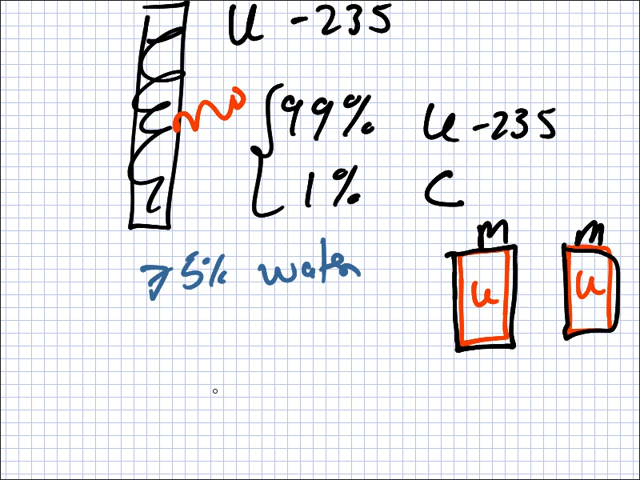 U - 235
99% U - 235
1% C
5% water
m m
U U